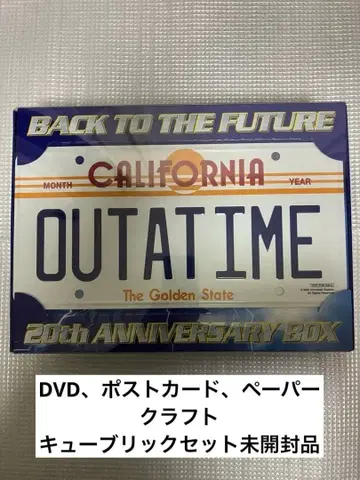 BACK TO THE FUTURE
CALIFORNIA
MONTH
YEAR
OUTATIME
The Golden State
20th ANNIVERSARY BOX
DVD、ポストカード、ペーパー
クラフト
キューブリックセット未開封品